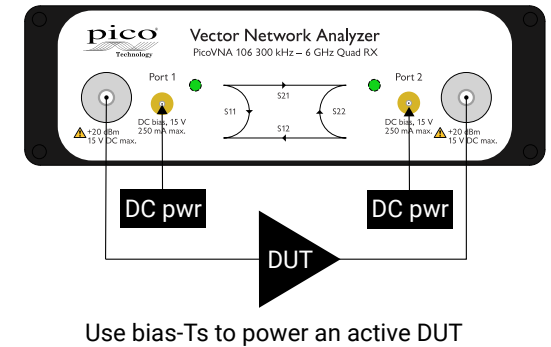 pico
Technology
Vector Network Analyzer
PicoVNA 106 300 kHz – 6 GHz Quad RX
Port 1
Port 2
S21
S11
S22
S12
DC bias, 15 V
250 mA max.
+20 dBm
15 V DC max.
DC bias, 15 V
250 mA max.
+20 dBm
15 V DC max.
DC pwr
DC pwr
DUT
Use bias-Ts to power an active DUT